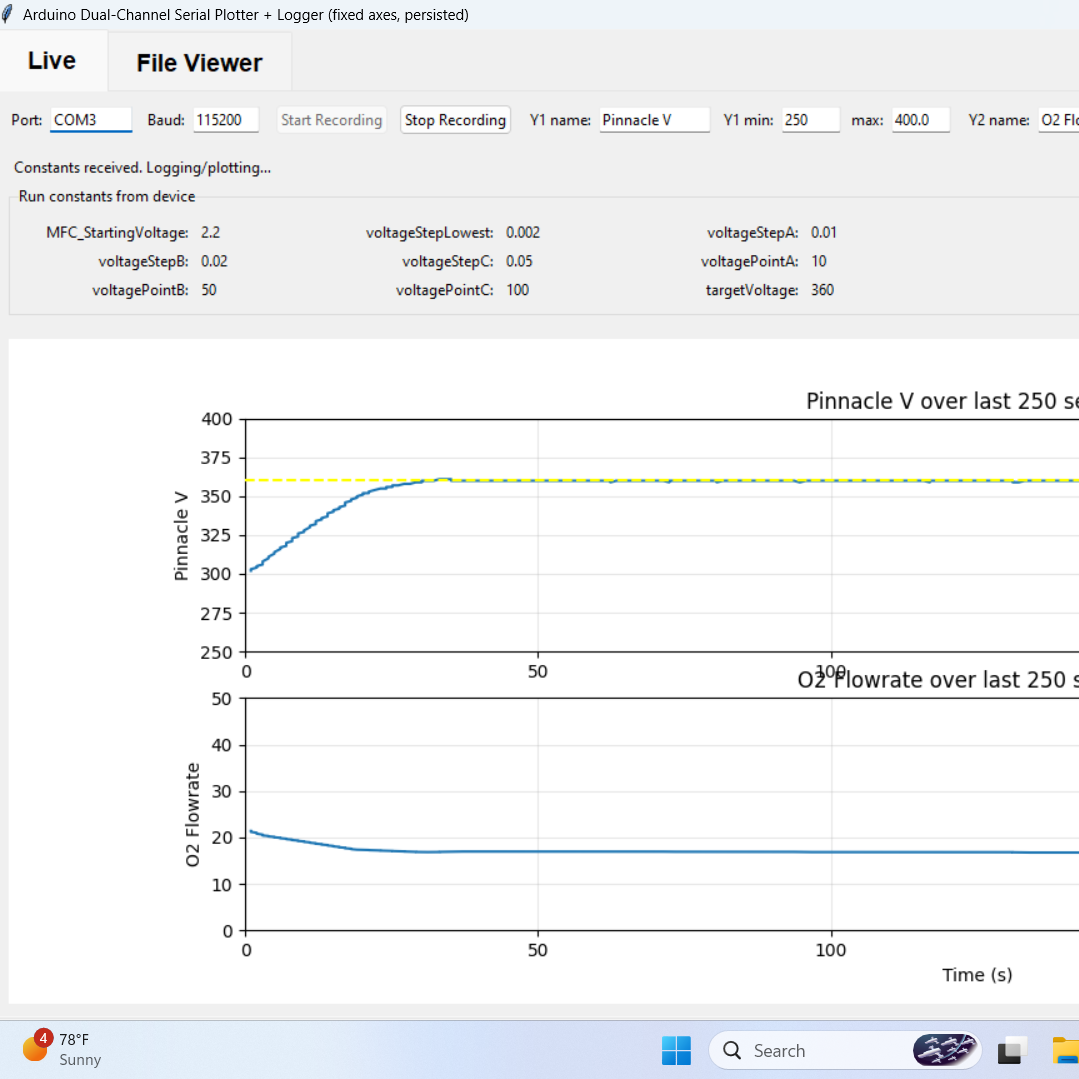 Arduino Dual-Channel Serial Plotter + Logger (fixed axes, persisted)
Live File Viewer
Port: COM3 Baud: 115200 Start Recording Stop Recording Y1 name: Pinnacle V Y1 min: 250 max: 400.0 Y2 name: O2 Flo
Constants received. Logging/plotting...
Run constants from device
MFC_StartingVoltage: 2.2 voltageStepLowest: 0.002 voltageStepA: 0.01
voltageStepB: 0.02 voltageStepC: 0.05 voltagePointA: 10
voltagePointB: 50 voltagePointC: 100 targetVoltage: 360
Pinnacle V over last 250 se
400
375
350
325
300
275
250
Pinnacle V
0 50 100
O2 Flowrate over last 250 s
50
40
30
20
10
0
O2 Flowrate
0 50 100
Time (s)
4 78°F
Sunny
Search